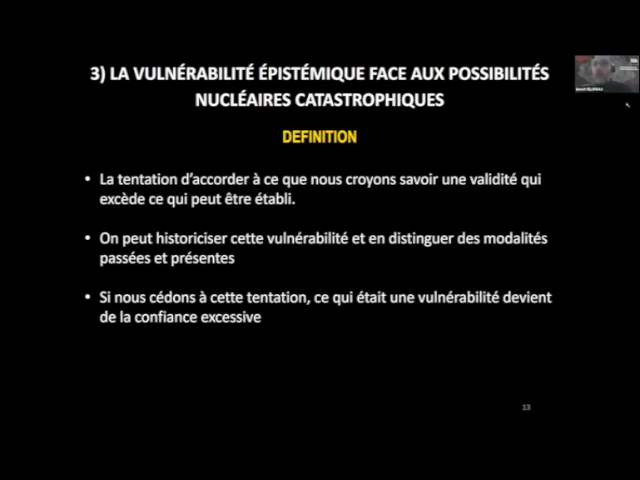 3) LA VULNÉRABILITÉ ÉPISTÉMIQUE FACE AUX POSSIBILITÉS
NUCLÉAIRES CATASTROPHIQUES
DEFINITION
• La tentation d’accorder à ce que nous croyons savoir une validité qui
excède ce qui peut être établi.
• On peut historiciser cette vulnérabilité et en distinguer des modalités
passées et présentes
• Si nous cédons à cette tentation, ce qui était une vulnérabilité devient
de la confiance excessive
13